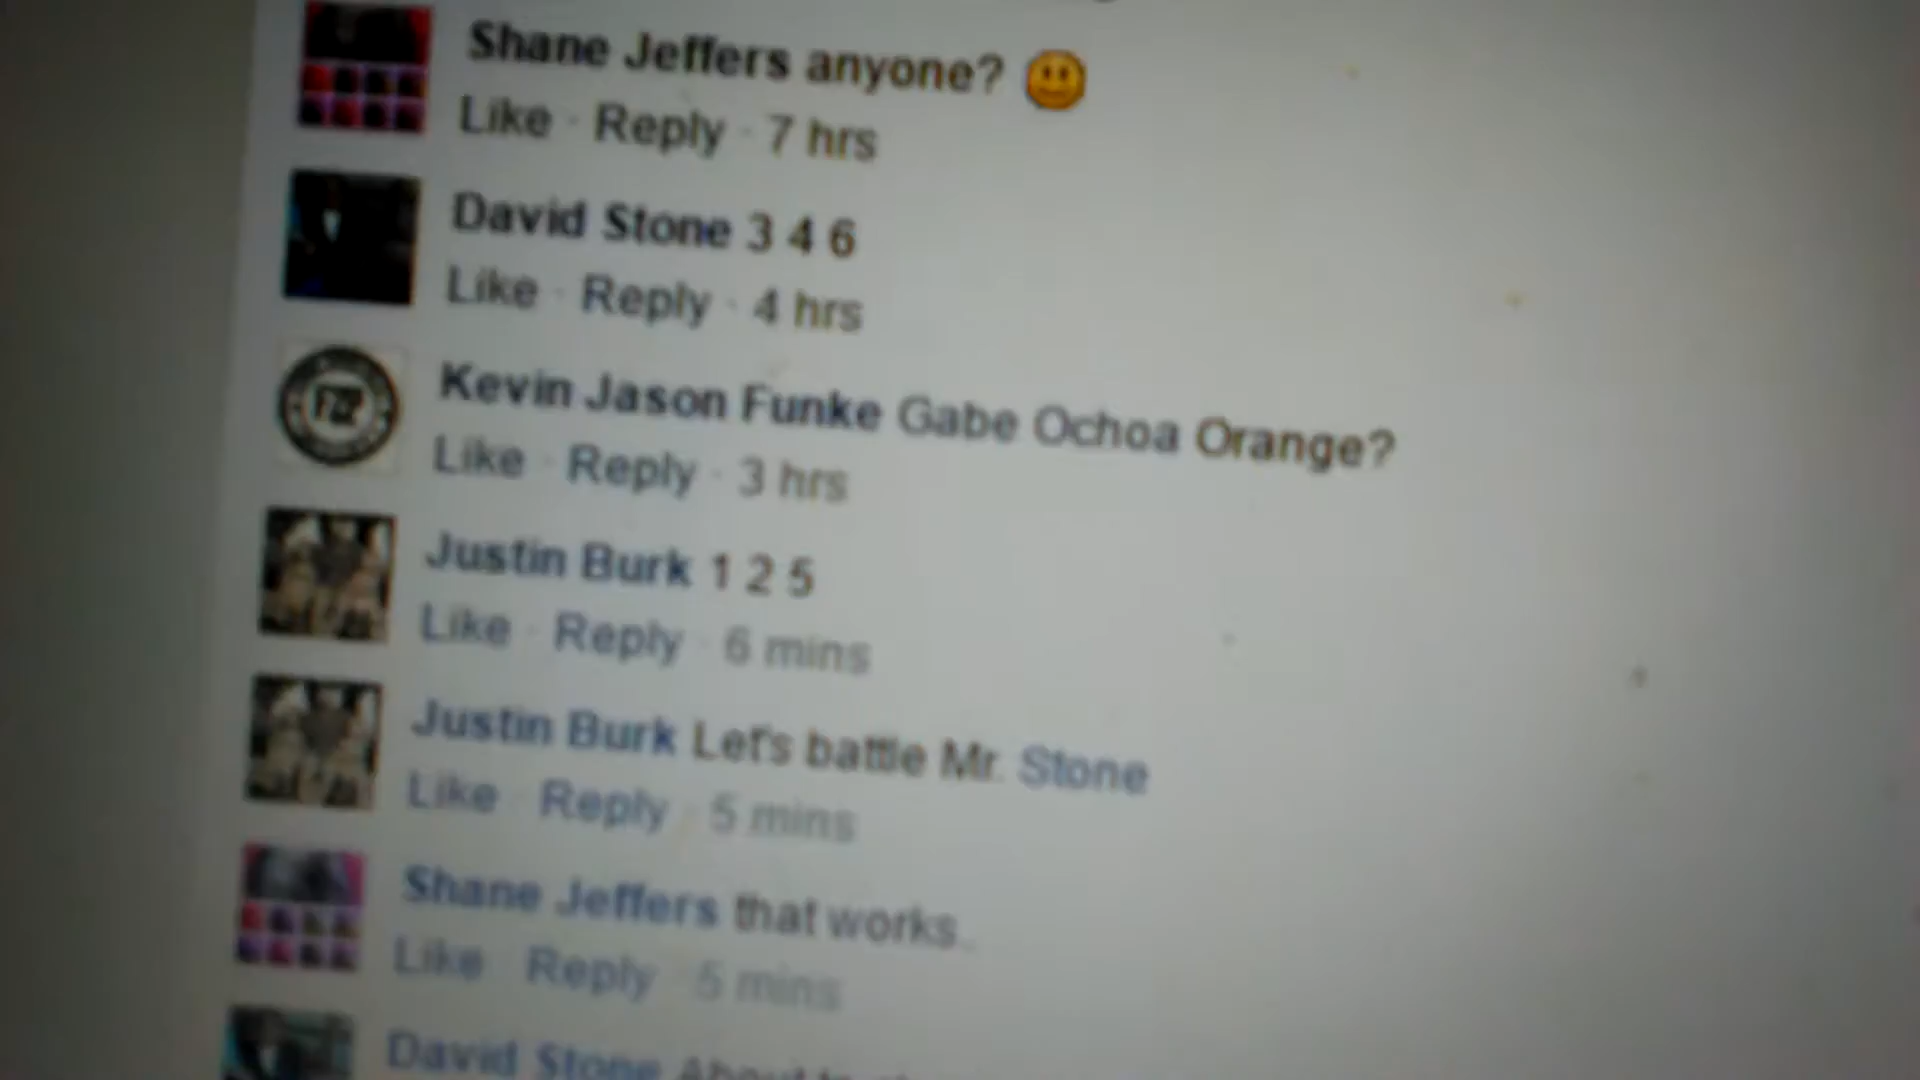 Shane Jeffers anyone?
Like · Reply · 7 hrs
David Stone 3 4 6
Like · Reply · 4 hrs
FZP
Kevin Jason Funke Gabe Ochoa Orange?
Like · Reply · 3 hrs
Justin Burk 1 2 5
Like · Reply · 6 mins
Justin Burk Let's battle Mr. Stone
Like · Reply · 5 mins
Shane Jeffers that works.
Like · Reply · 5 mins
David Stone About